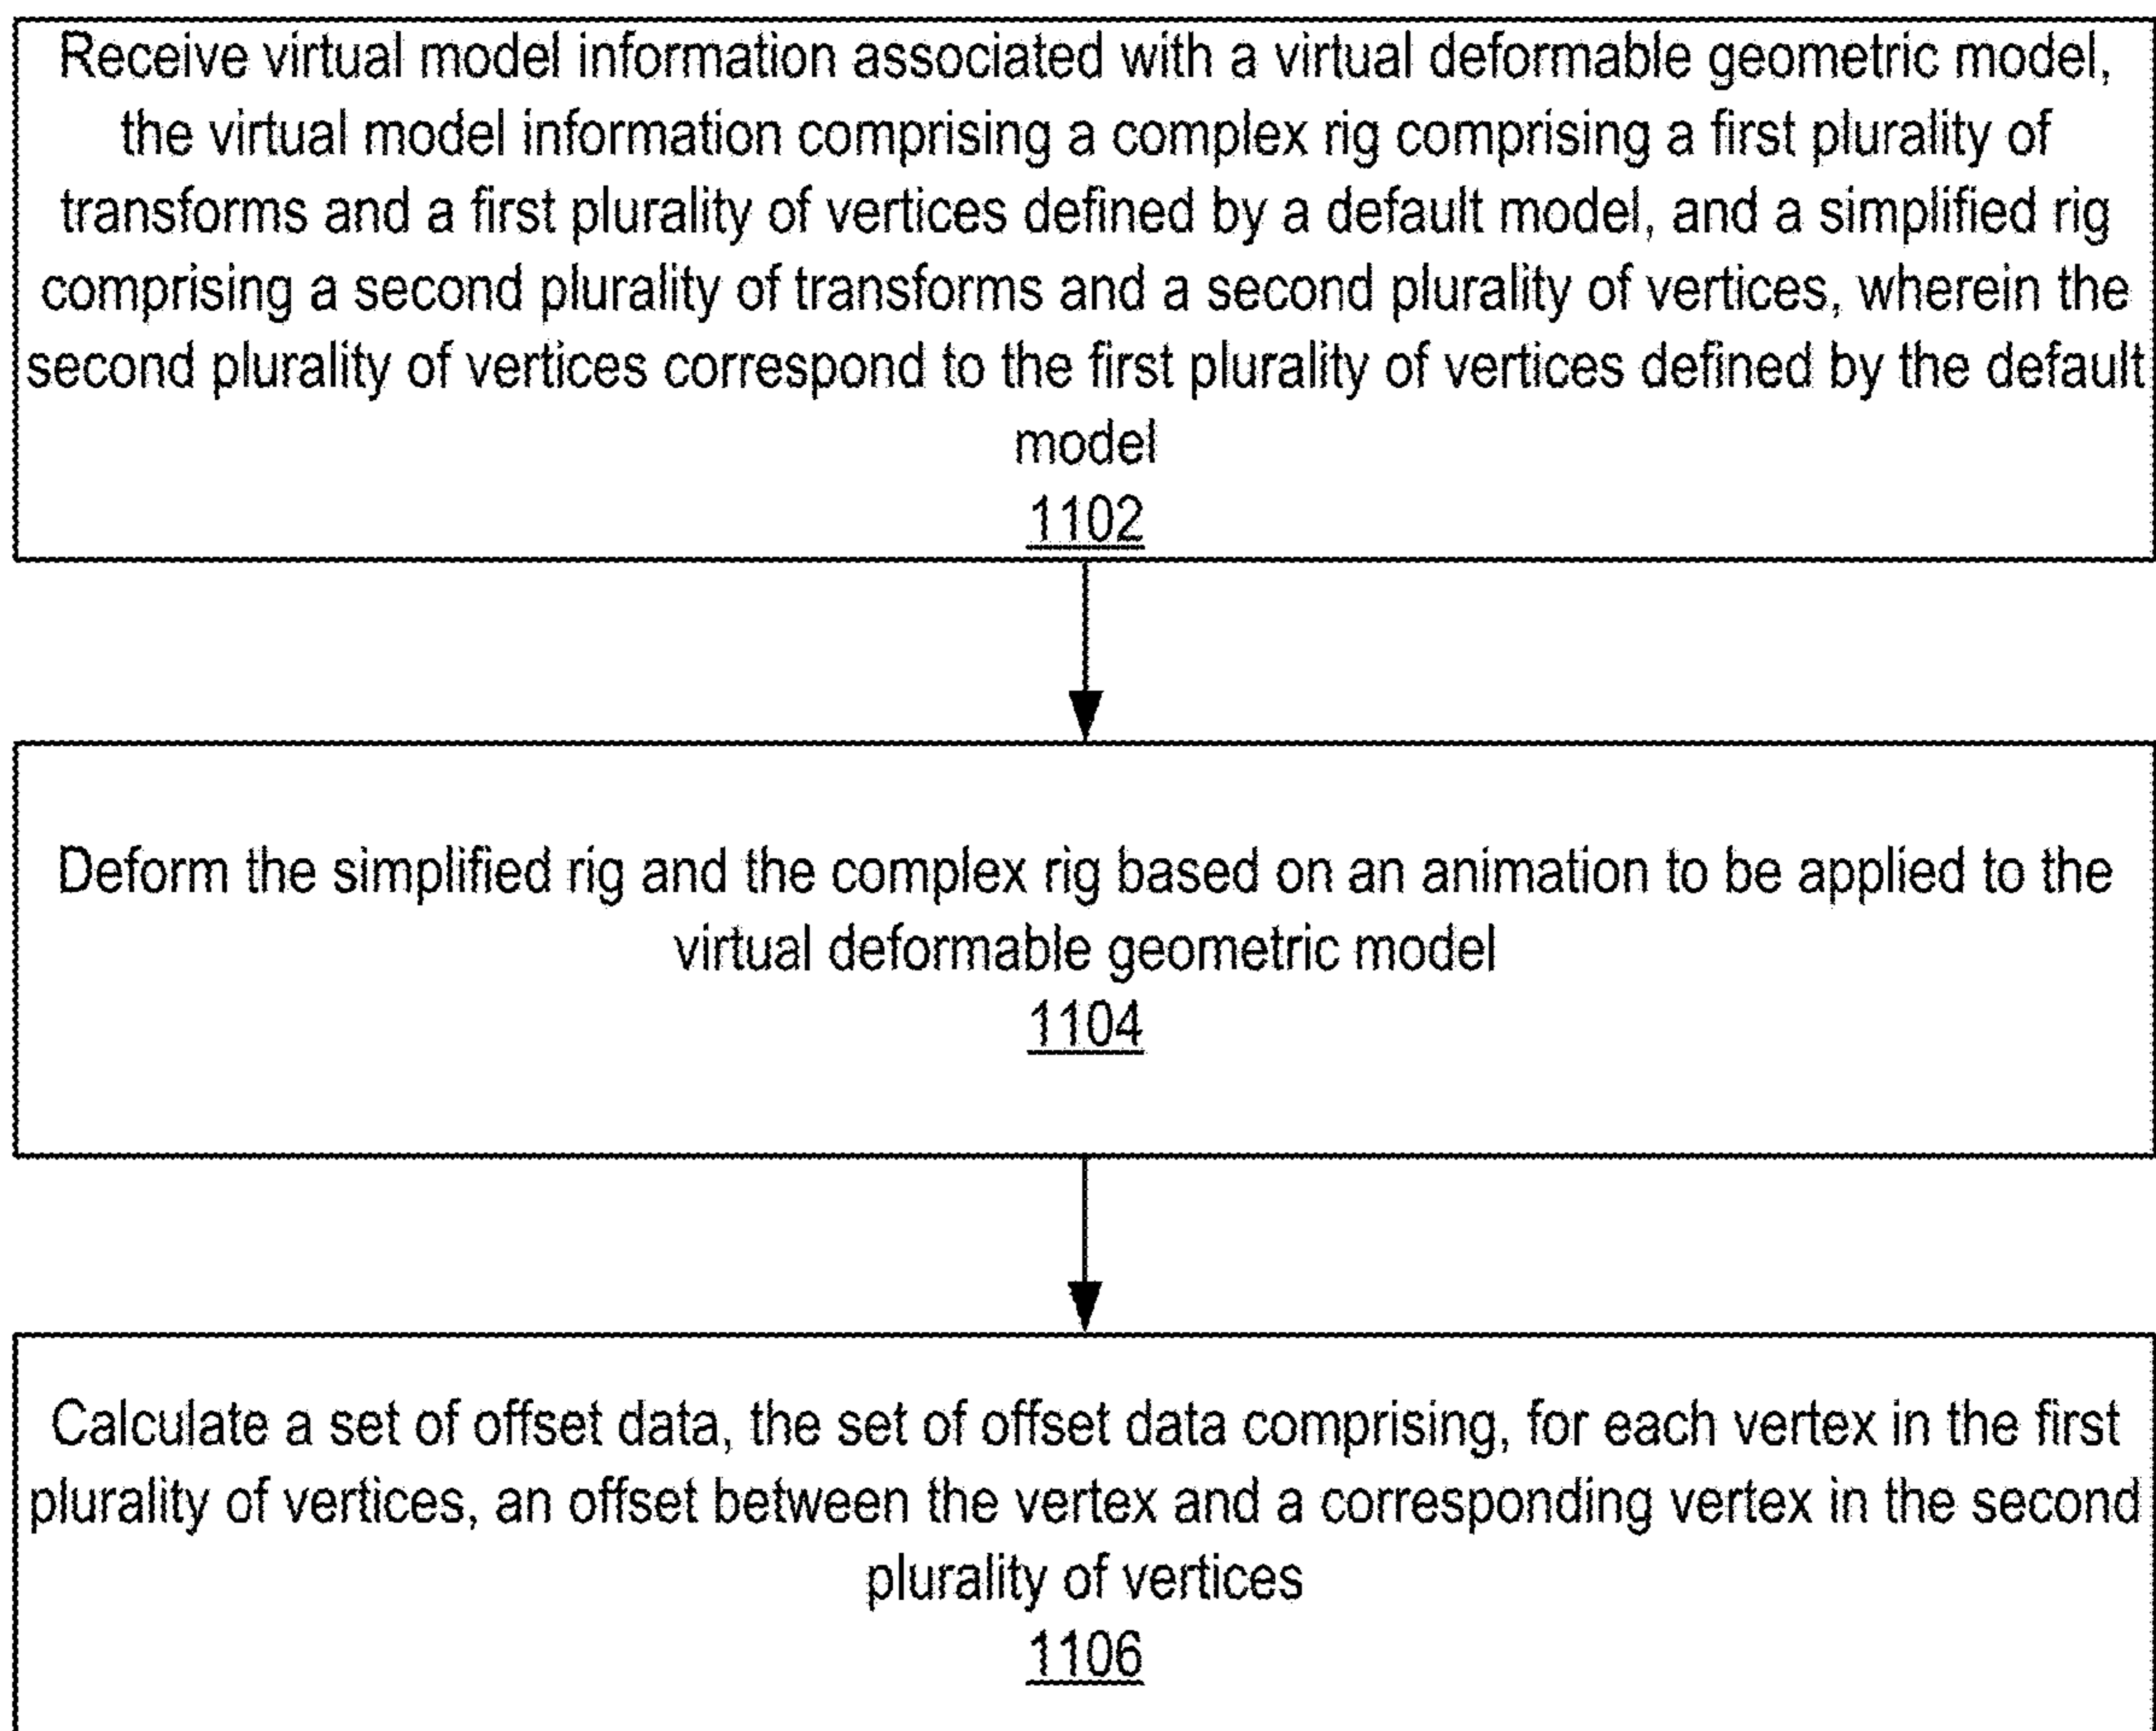 Receive virtual model information associated with a virtual deformable geometric model,
the virtual model information comprising a complex rig comprising a first plurality of
transforms and a first plurality of vertices defined by a default model, and a simplified rig
comprising a second plurality of transforms and a second plurality of vertices, wherein the
second plurality of vertices correspond to the first plurality of vertices defined by the default
model
1102
Deform the simplified rig and the complex rig based on an animation to be applied to the
virtual deformable geometric model
1104
Calculate a set of offset data, the set of offset data comprising, for each vertex in the first
plurality of vertices, an offset between the vertex and a corresponding vertex in the second
plurality of vertices
1106